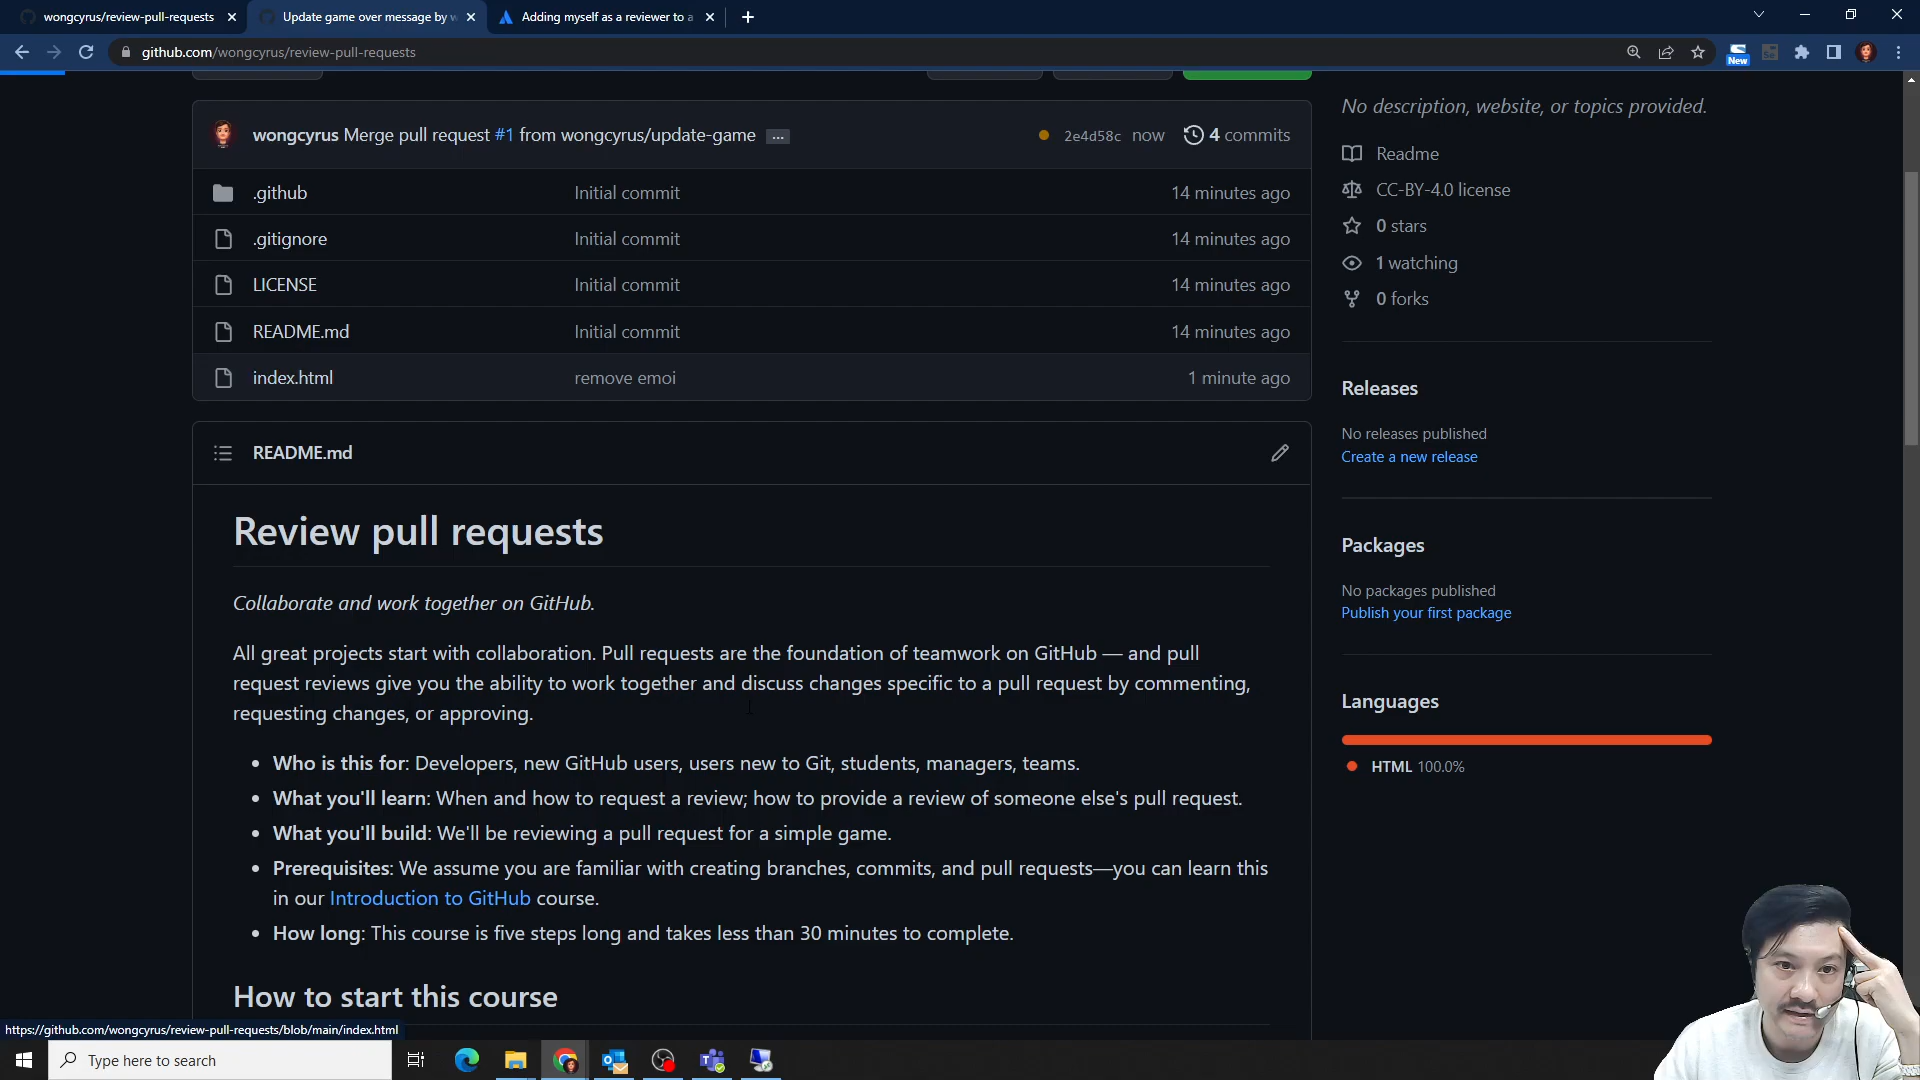 wongcyrus/review-pull-requests
Update game over message by w
Adding myself as a reviewer to a
github.com/wongcyrus/review-pull-requests
New
wongcyrus Merge pull request #1 from wongcyrus/update-game ...
2e4d58c now 4 commits
.github Initial commit 14 minutes ago
.gitignore Initial commit 14 minutes ago
LICENSE Initial commit 14 minutes ago
README.md Initial commit 14 minutes ago
index.html remove emoi 1 minute ago
No description, website, or topics provided.
Readme
CC-BY-4.0 license
0 stars
1 watching
0 forks
Releases
No releases published
Create a new release
Packages
No packages published
Publish your first package
Languages
HTML 100.0%
README.md
Review pull requests
Collaborate and work together on GitHub.
All great projects start with collaboration. Pull requests are the foundation of teamwork on GitHub — and pull
request reviews give you the ability to work together and discuss changes specific to a pull request by commenting,
requesting changes, or approving.
• Who is this for: Developers, new GitHub users, users new to Git, students, managers, teams.
• What you'll learn: When and how to request a review; how to provide a review of someone else's pull request.
• What you'll build: We'll be reviewing a pull request for a simple game.
• Prerequisites: We assume you are familiar with creating branches, commits, and pull requests—you can learn this
in our Introduction to GitHub course.
• How long: This course is five steps long and takes less than 30 minutes to complete.
How to start this course
https://github.com/wongcyrus/review-pull-requests/blob/main/index.html
Type here to search